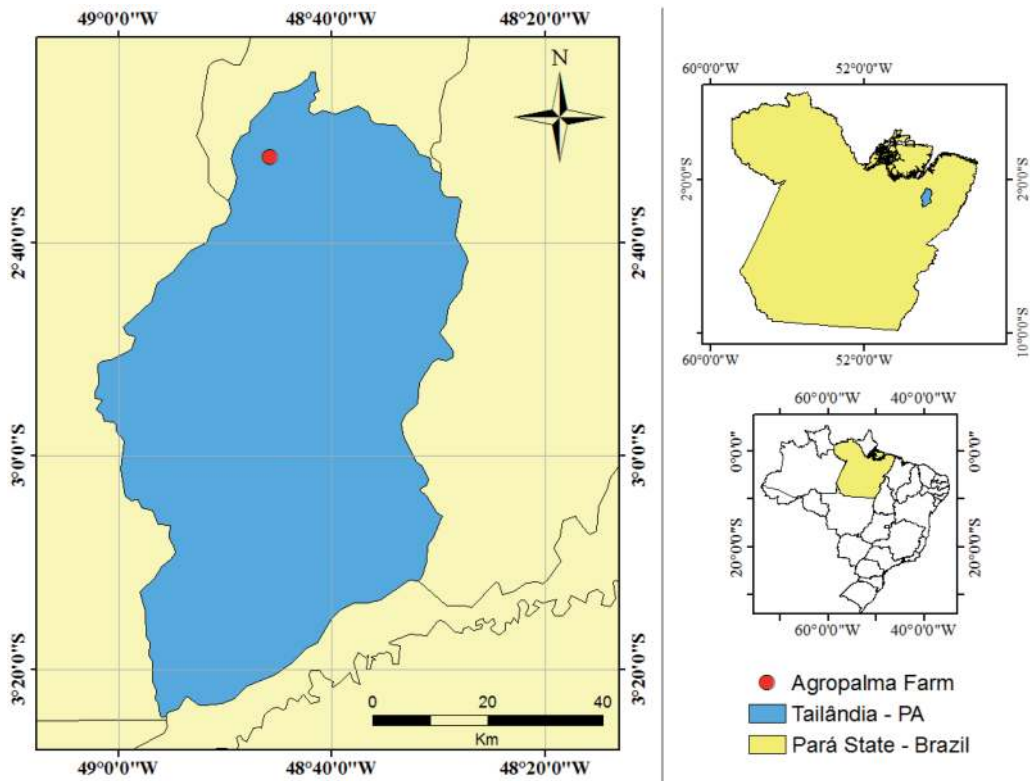 49°0'0"W 48°40'0"W 48°20'0"W
N
2°40'0"S 2°40'0"S
3°0'0"S 3°0'0"S
3°20'0"S 3°20'0"S
0 20 40
Km
49°0'0"W 48°40'0"W 48°20'0"W
60°0'0"W 52°0'0"W
2°0'0"S 2°0'0"S
10°0'0"S
60°0'0"W 52°0'0"W
60°0'0"W 40°0'0"W
0°0'0" 0°0'0"
20°0'0"S 20°0'0"S
60°0'0"W 40°0'0"W
Agropalma Farm
Tailândia - PA
Pará State - Brazil